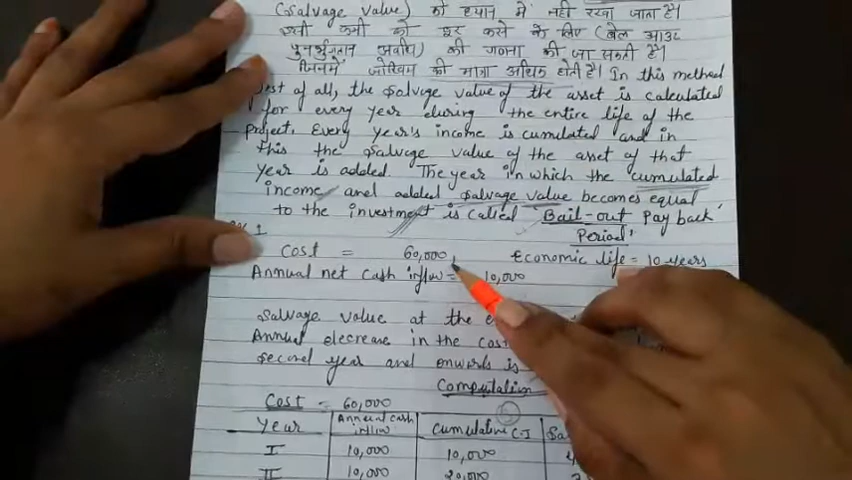 (Salvage Value) को ध्यान में नहीं रखा जाता है।
कमी को दूर करने के लिए (बेल आउट
पुनर्भुगतान अवधि) की गणना की जा सकती है।
जिनमें जोखिम की मात्रा अधिक होती है। In this method
of all, the salvage value of the asset is calculated
for every year during the entire life of the
project. Every year's income is cumulated and in
this the salvage value of the asset of that
year is added. The year in which the cumulated
income and added salvage value becomes equal
to the investment is called 'Bail-out Pay back
Period'
I
Cost = 60,000, Economic life = 10 years
Annual net cash inflow = 10,000
Salvage value at the
Annual decrease in the
second year and onwards is
Computation
Cost = 60,000
Year Annual cash inflow Cumulative C.I
I 10,000 10,000
II 10,000 20,000